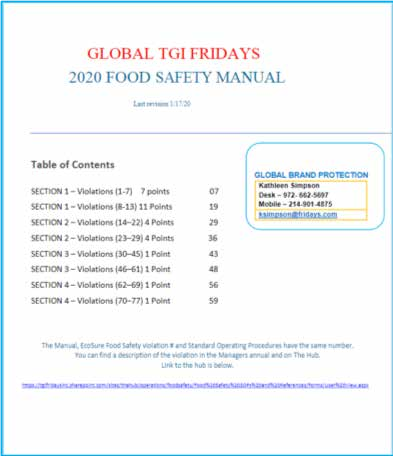 GLOBAL TGI FRIDAYS
2020 FOOD SAFETY MANUAL
Last revision 1/17/20
Table of Contents
SECTION 1 – Violations (1-7) 7 points 07
SECTION 1 – Violations (8-13) 11 Points 19
SECTION 2 – Violations (14–22) 4 Points 29
SECTION 2 – Violations (23–29) 4 Points 36
SECTION 3 – Violations (30–45) 1 Point 43
SECTION 3 – Violations (46–61) 1 Point 48
SECTION 4 – Violations (62–69) 1 Point 56
SECTION 4 – Violations (70–77) 1 Point 59
GLOBAL BRAND PROTECTION
Kathleen Simpson
Desk – 972- 662-5697
Mobile – 214-901-4875
ksimpson@fridays.com
The Manual, EcoSure Food Safety violation # and Standard Operating Procedures have the same number.
You can find a description of the violation in the Managers annual and on The Hub.
Link to the hub is below.